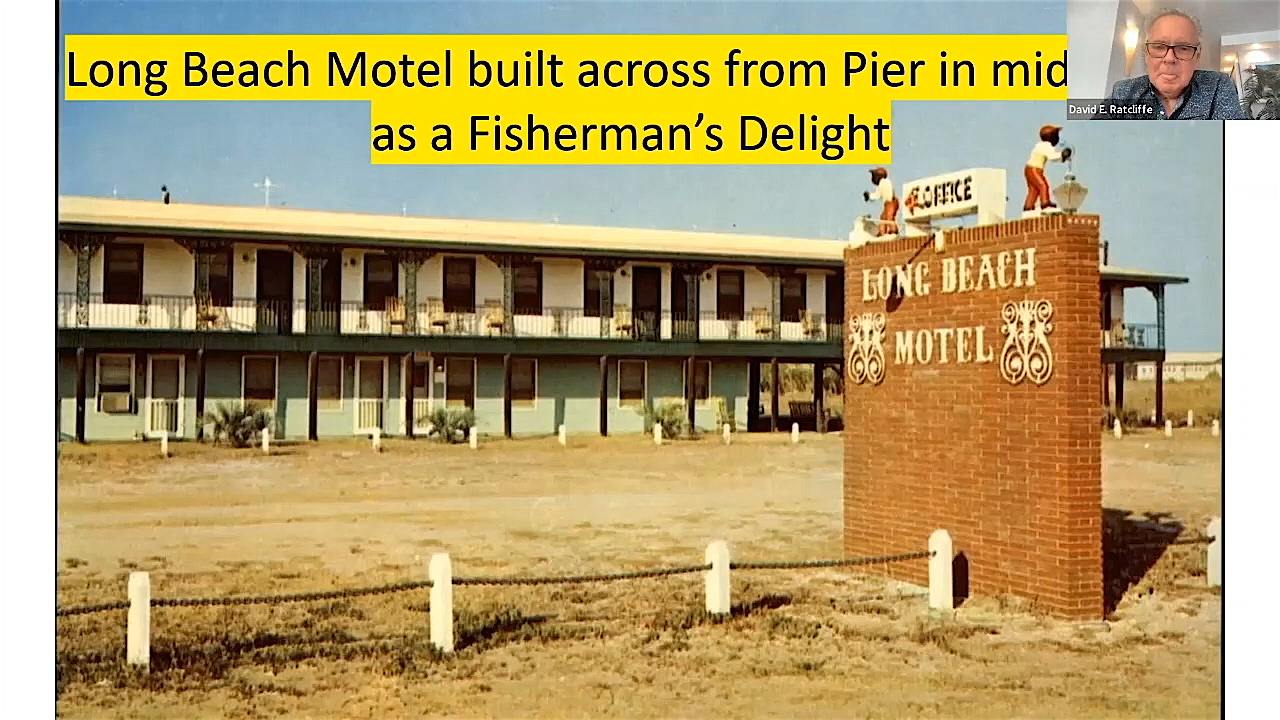 Long Beach Motel built across from Pier in mid
as a Fisherman's Delight
David E. Ratcliffe
OFFICE
LONG BEACH
MOTEL